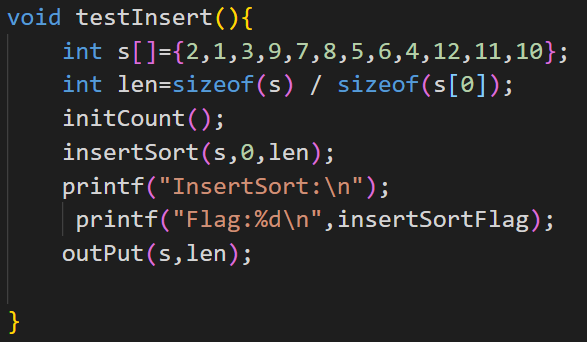 void testInsert(){
    int s[]={2,1,3,9,7,8,5,6,4,12,11,10};
    int len=sizeof(s) / sizeof(s[0]);
    initCount();
    insertSort(s,0,len);
    printf("InsertSort:\n");
     printf("Flag:%d\n",insertSortFlag);
    outPut(s,len);
}